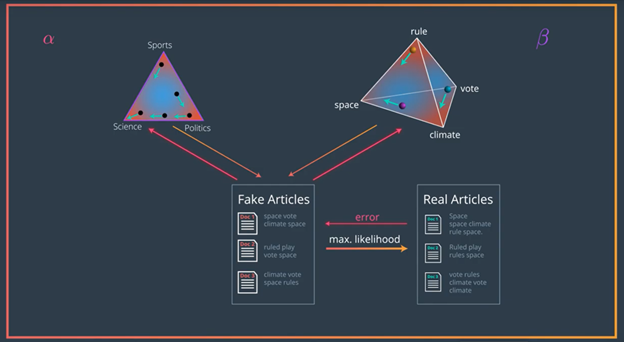 α
β
Sports
Science
Politics
rule
space
vote
climate
Fake Articles
Doc 1
space vote
climate space
Doc 2
ruled play
vote space
Doc 3
climate vote
space rules
error
max. likelihood
Real Articles
Doc 1
Space
space climate
rule space.
Doc 2
Ruled play
rules space
Doc 3
vote rules
climate vote
climate